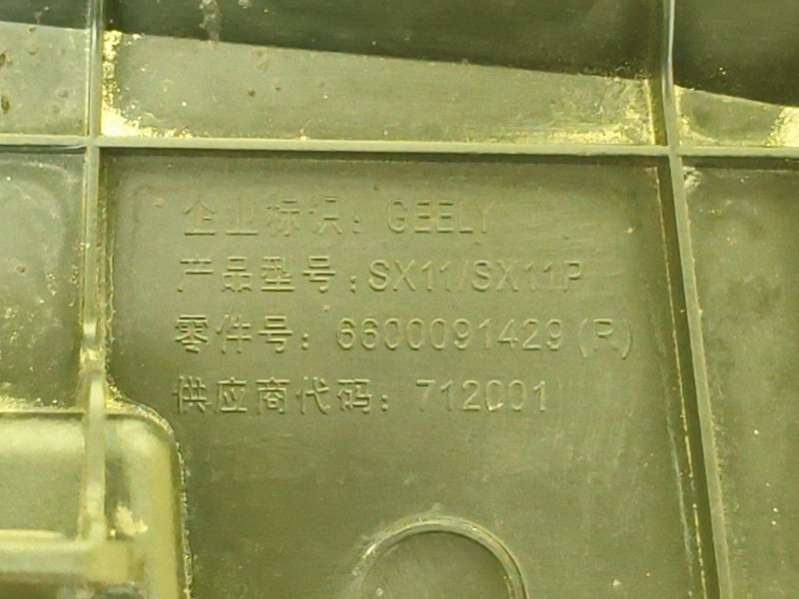 企业标识：GEELY
产品型号：SX11/SX11P
零件号：6600091429(R)
供应商代码：712001